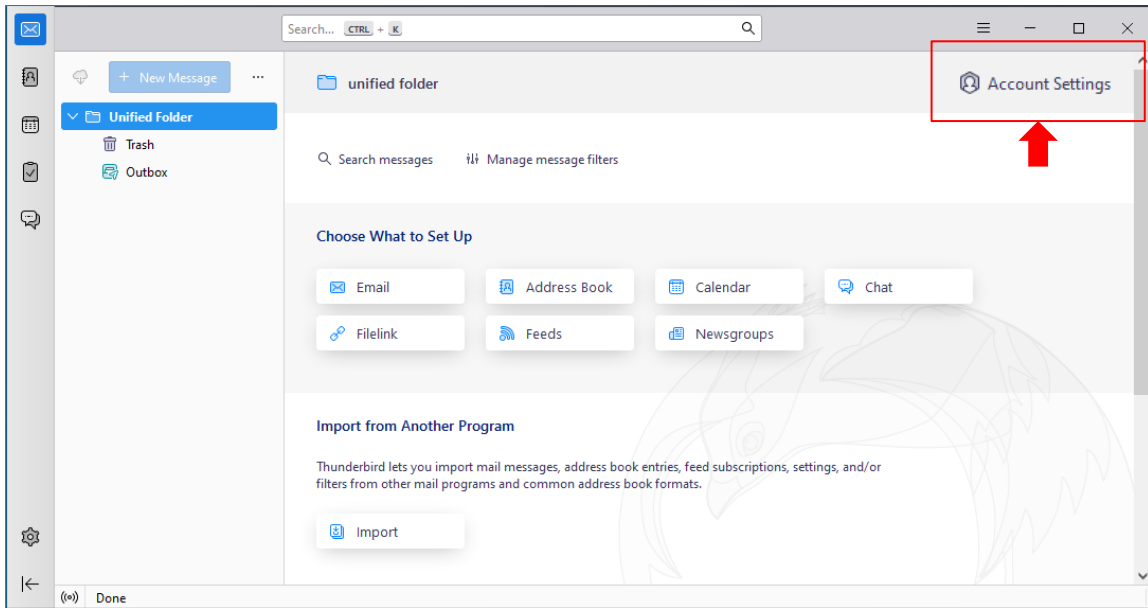 Search... CTRL + K
+ New Message ...
Unified Folder
Trash
Outbox
unified folder
Account Settings
Search messages Manage message filters
Choose What to Set Up
Email Address Book Calendar Chat
Filelink Feeds Newsgroups
Import from Another Program
Thunderbird lets you import mail messages, address book entries, feed subscriptions, settings, and/or
filters from other mail programs and common address book formats.
Import
Done